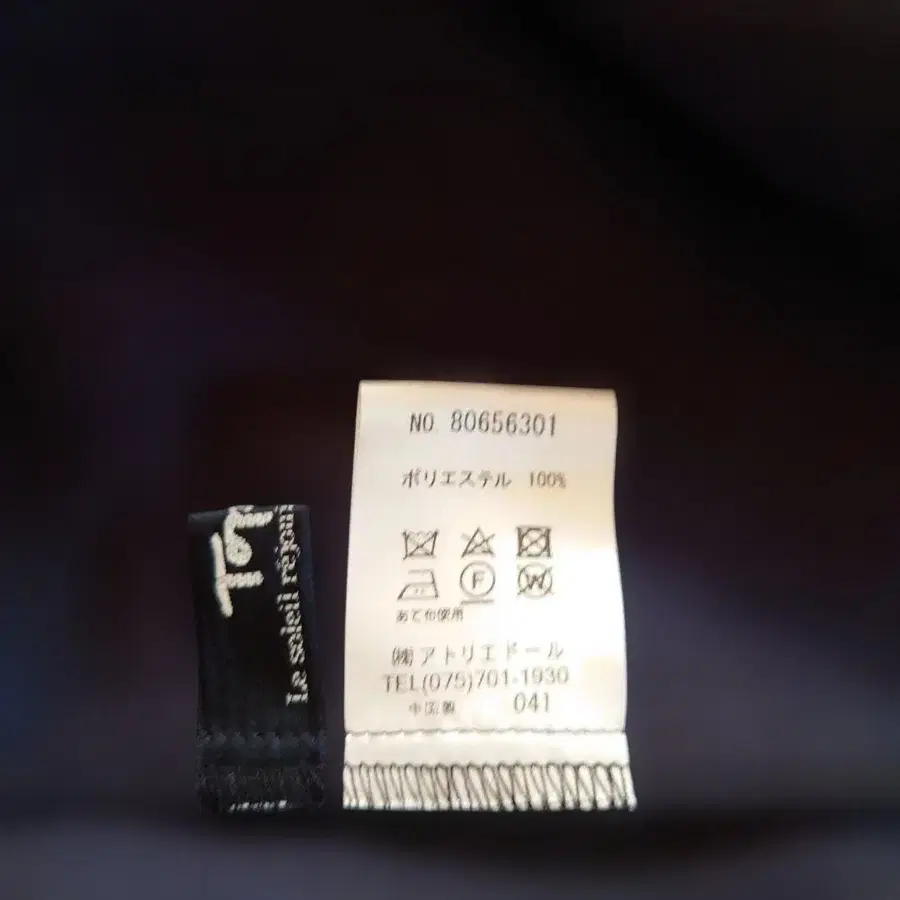 NO. 80656301
ポリエステル 100%
F
W
あて布使用
㈱アトリエドール
TEL(075)701-1930
中国製 041
Le soleil réjoui